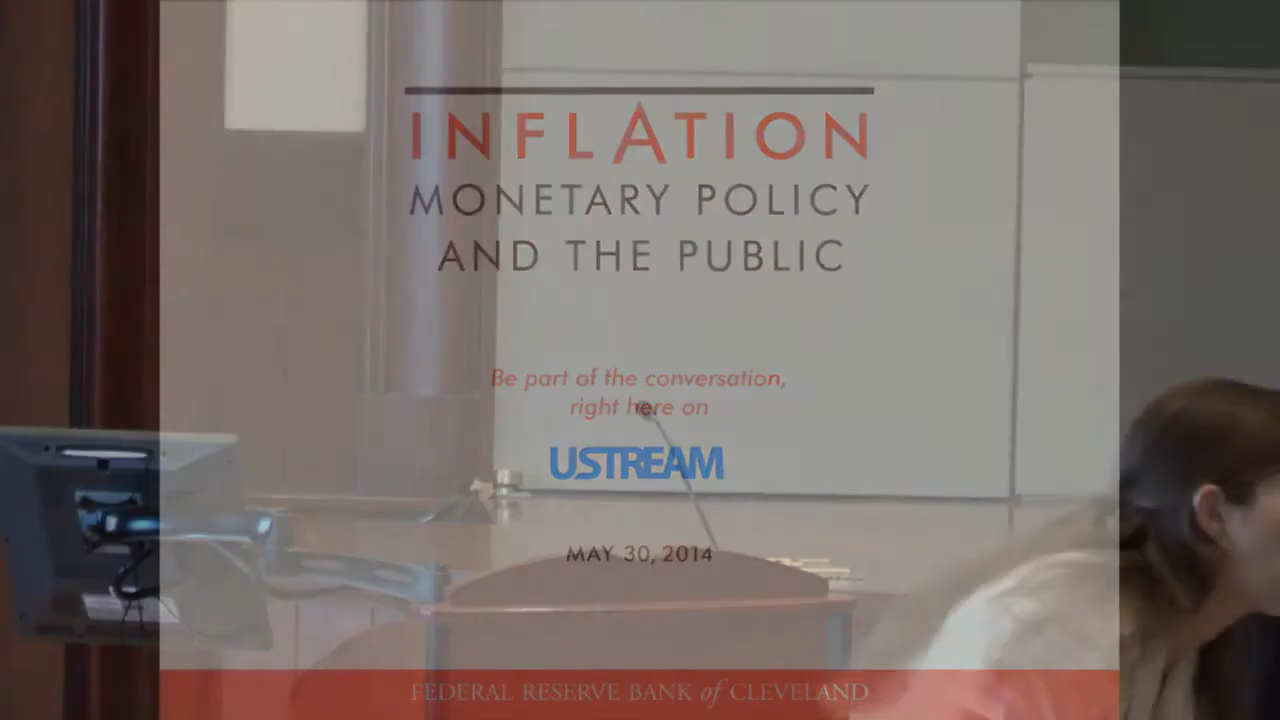 INFLATION
MONETARY POLICY
AND THE PUBLIC
Be part of the conversation,
right here on
USTREAM
MAY 30, 2014
FEDERAL RESERVE BANK of CLEVELAND